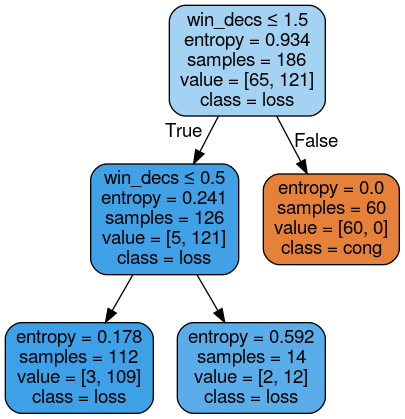 win_decs ≤ 1.5
entropy = 0.934
samples = 186
value = [65, 121]
class = loss
True
False
win_decs ≤ 0.5
entropy = 0.241
samples = 126
value = [5, 121]
class = loss
entropy = 0.0
samples = 60
value = [60, 0]
class = cong
entropy = 0.178
samples = 112
value = [3, 109]
class = loss
entropy = 0.592
samples = 14
value = [2, 12]
class = loss